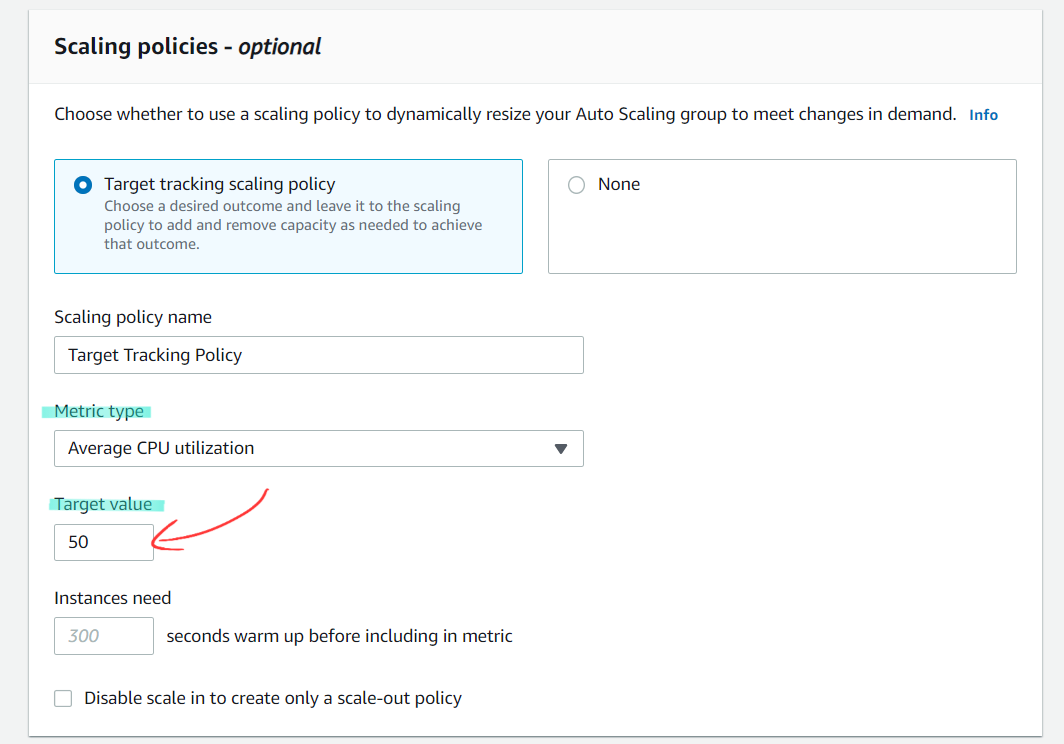 Scaling policies - optional
Choose whether to use a scaling policy to dynamically resize your Auto Scaling group to meet changes in demand. Info
Target tracking scaling policy
Choose a desired outcome and leave it to the scaling
policy to add and remove capacity as needed to achieve
that outcome.
None
Scaling policy name
Target Tracking Policy
Metric type
Average CPU utilization
Target value
50
Instances need
300 seconds warm up before including in metric
Disable scale in to create only a scale-out policy